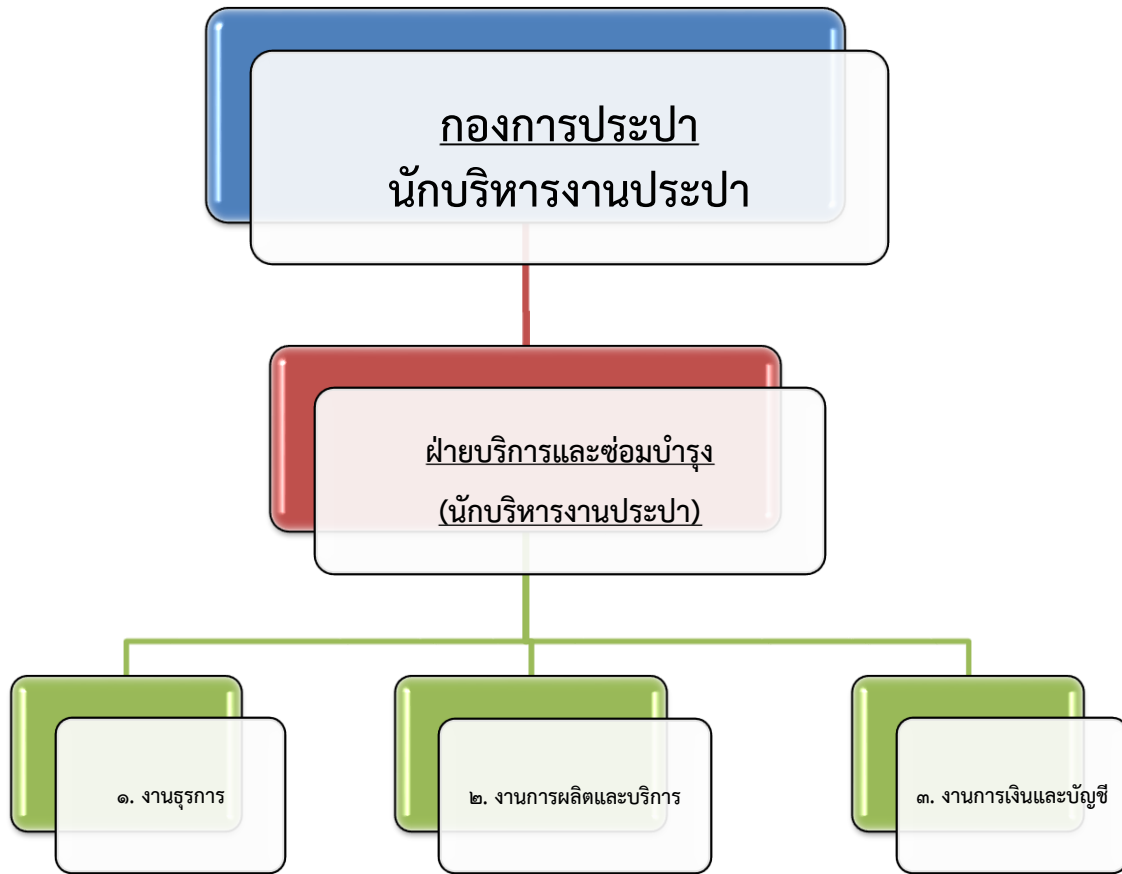 กองการประปา
นักบริหารงานประปา
ฝ่ายบริการและซ่อมบำรุง
(นักบริหารงานประปา)
๑. งานธุรการ
๒. งานการผลิตและบริการ
๓. งานการเงินและบัญชี